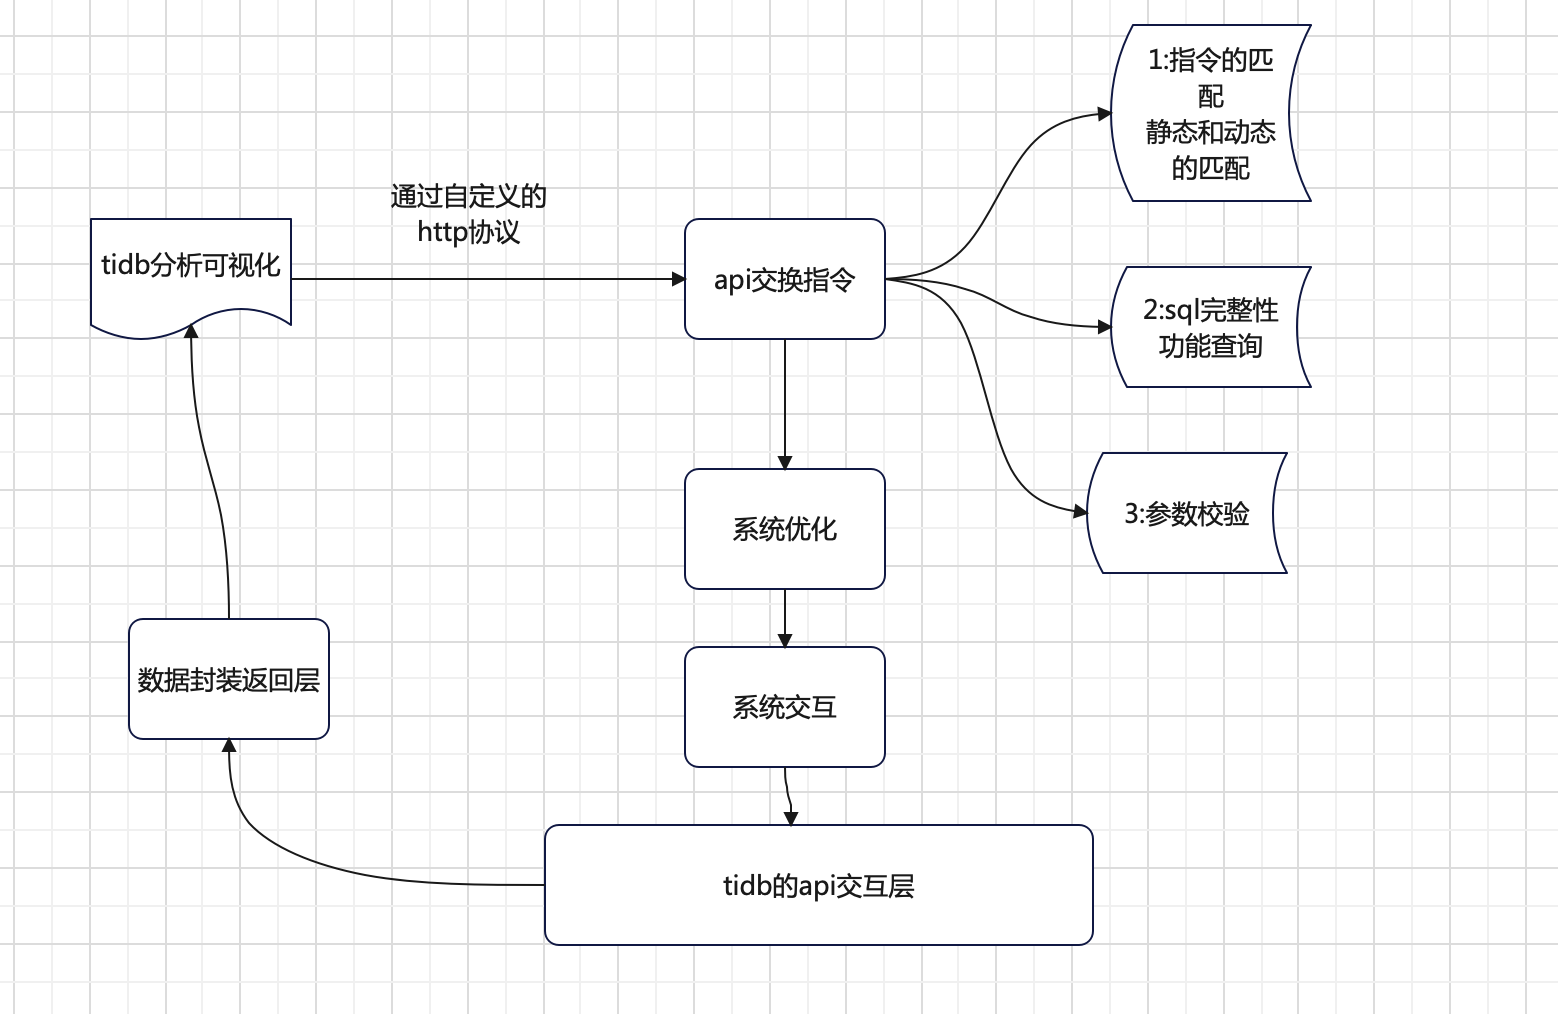 1:指令的匹
配
静态和动态
的匹配
通过自定义的
http协议
tidb分析可视化
api交换指令
2:sql完整性
功能查询
3:参数校验
系统优化
数据封装返回层
系统交互
tidb的api交互层